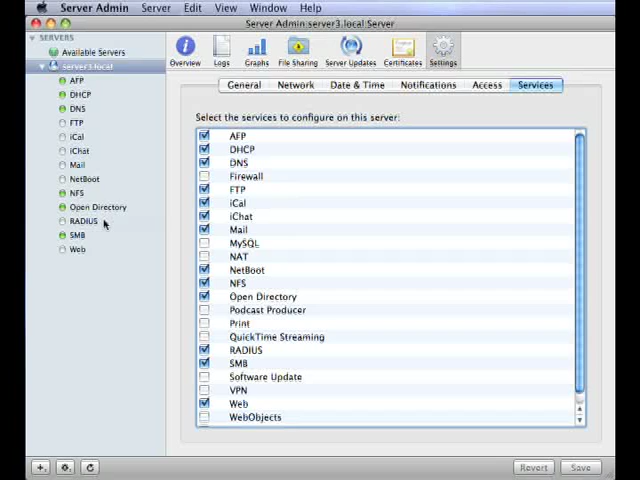 Server Admin Server Edit View Window Help
Server Admin:server3.local Server
SERVERS
Available Servers
server3.local
AFP
DHCP
DNS
FTP
iCal
iChat
Mail
NetBoot
NFS
Open Directory
RADIUS
SMB
Web
Overview Logs Graphs File Sharing Server Updates Certificates Settings
General Network Date & Time Notifications Access Services
Select the services to configure on this server:
AFP
DHCP
DNS
Firewall
FTP
iCal
iChat
Mail
MySQL
NAT
NetBoot
NFS
Open Directory
Podcast Producer
Print
QuickTime Streaming
RADIUS
SMB
Software Update
VPN
Web
WebObjects
Revert Save